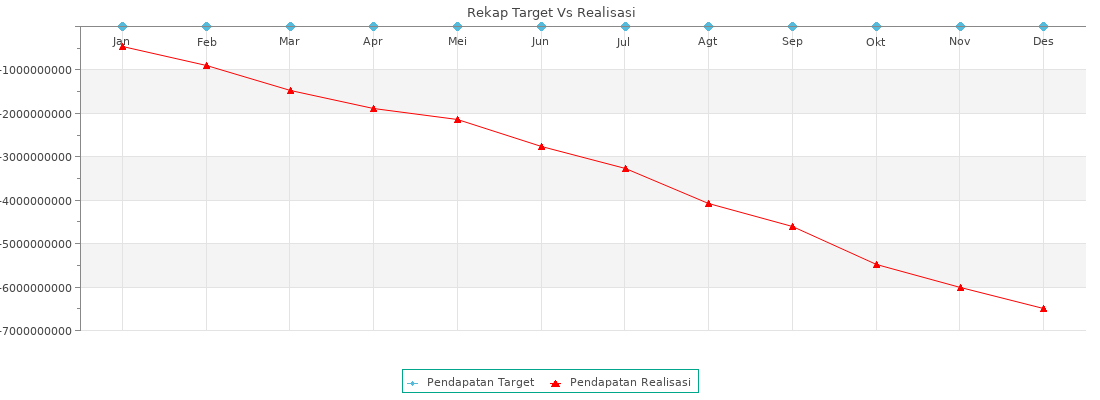 Rekap Target Vs Realisasi
Jan Feb Mar Apr Mei Jun Jul Agt Sep Okt Nov Des
-1000000000
-2000000000
-3000000000
-4000000000
-5000000000
-6000000000
-7000000000
Pendapatan Target Pendapatan Realisasi